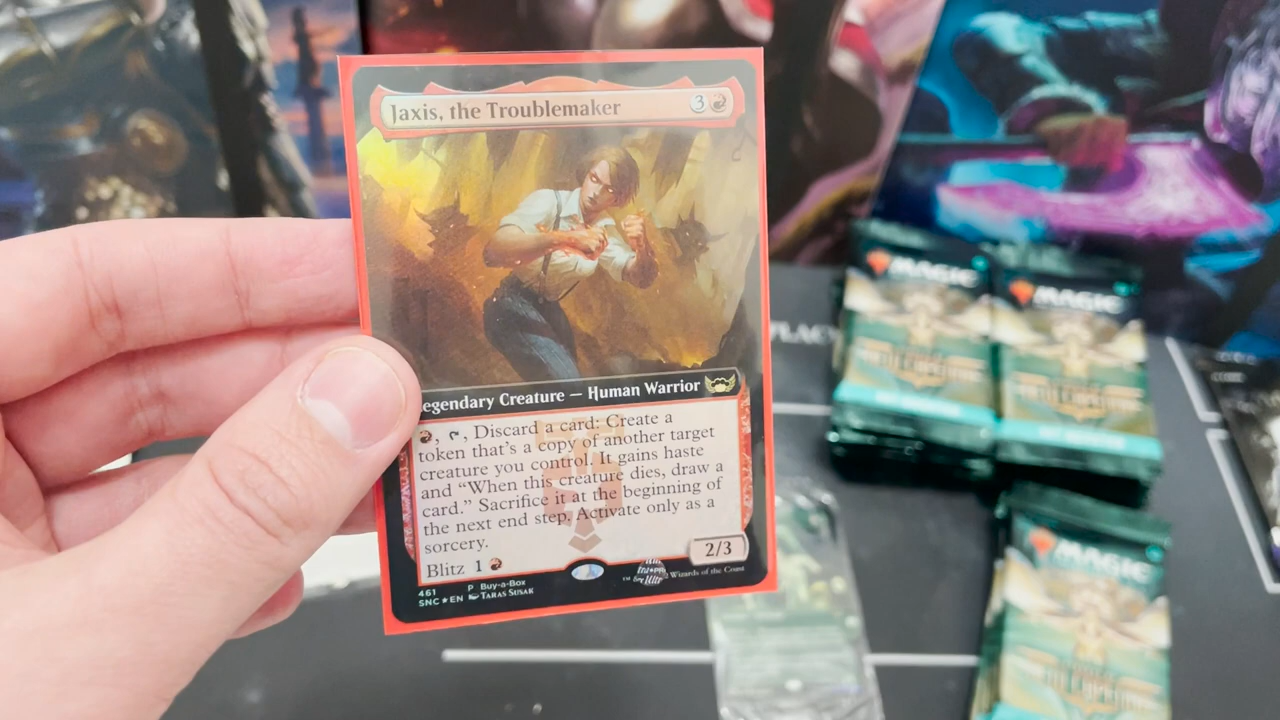 Jaxis, the Troublemaker 3
Legendary Creature — Human Warrior
, , Discard a card: Create a
token that's a copy of another target
creature you control. It gains haste
and “When this creature dies, draw a
card.” Sacrifice it at the beginning of
the next end step. Activate only as a
sorcery.
Blitz 1
2/3
461 P Buy-a-Box
SNC ★ EN TARAS SUSAK
™ & © Wizards of the Coast
MAGIC
MAGIC
MAGIC